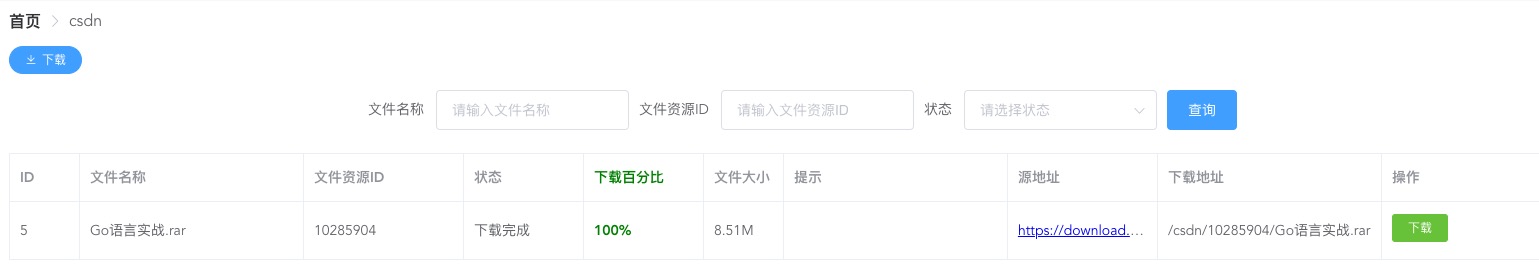 首页 > csdn
下载
文件名称 请输入文件名称 文件资源ID 请输入文件资源ID 状态 请选择状态 查询
ID 文件名称 文件资源ID 状态 下载百分比 文件大小 提示 源地址 下载地址 操作
5 Go语言实战.rar 10285904 下载完成 100% 8.51M https://download.... /csdn/10285904/Go语言实战.rar 下载